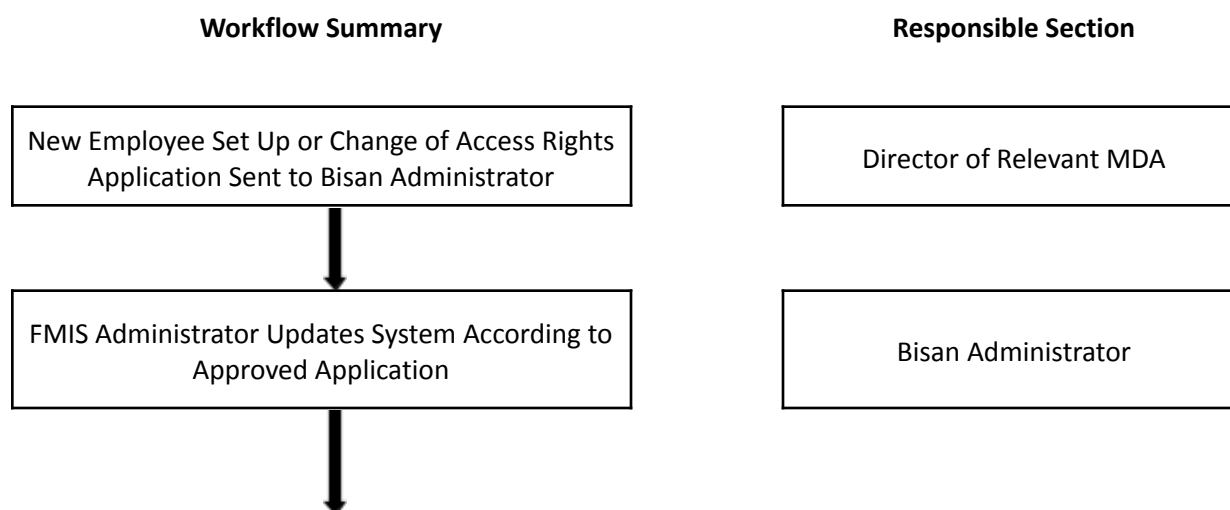 Workflow Summary
Responsible Section
New Employee Set Up or Change of Access Rights
Application Sent to Bisan Administrator
Director of Relevant MDA
FMIS Administrator Updates System According to
Approved Application
Bisan Administrator